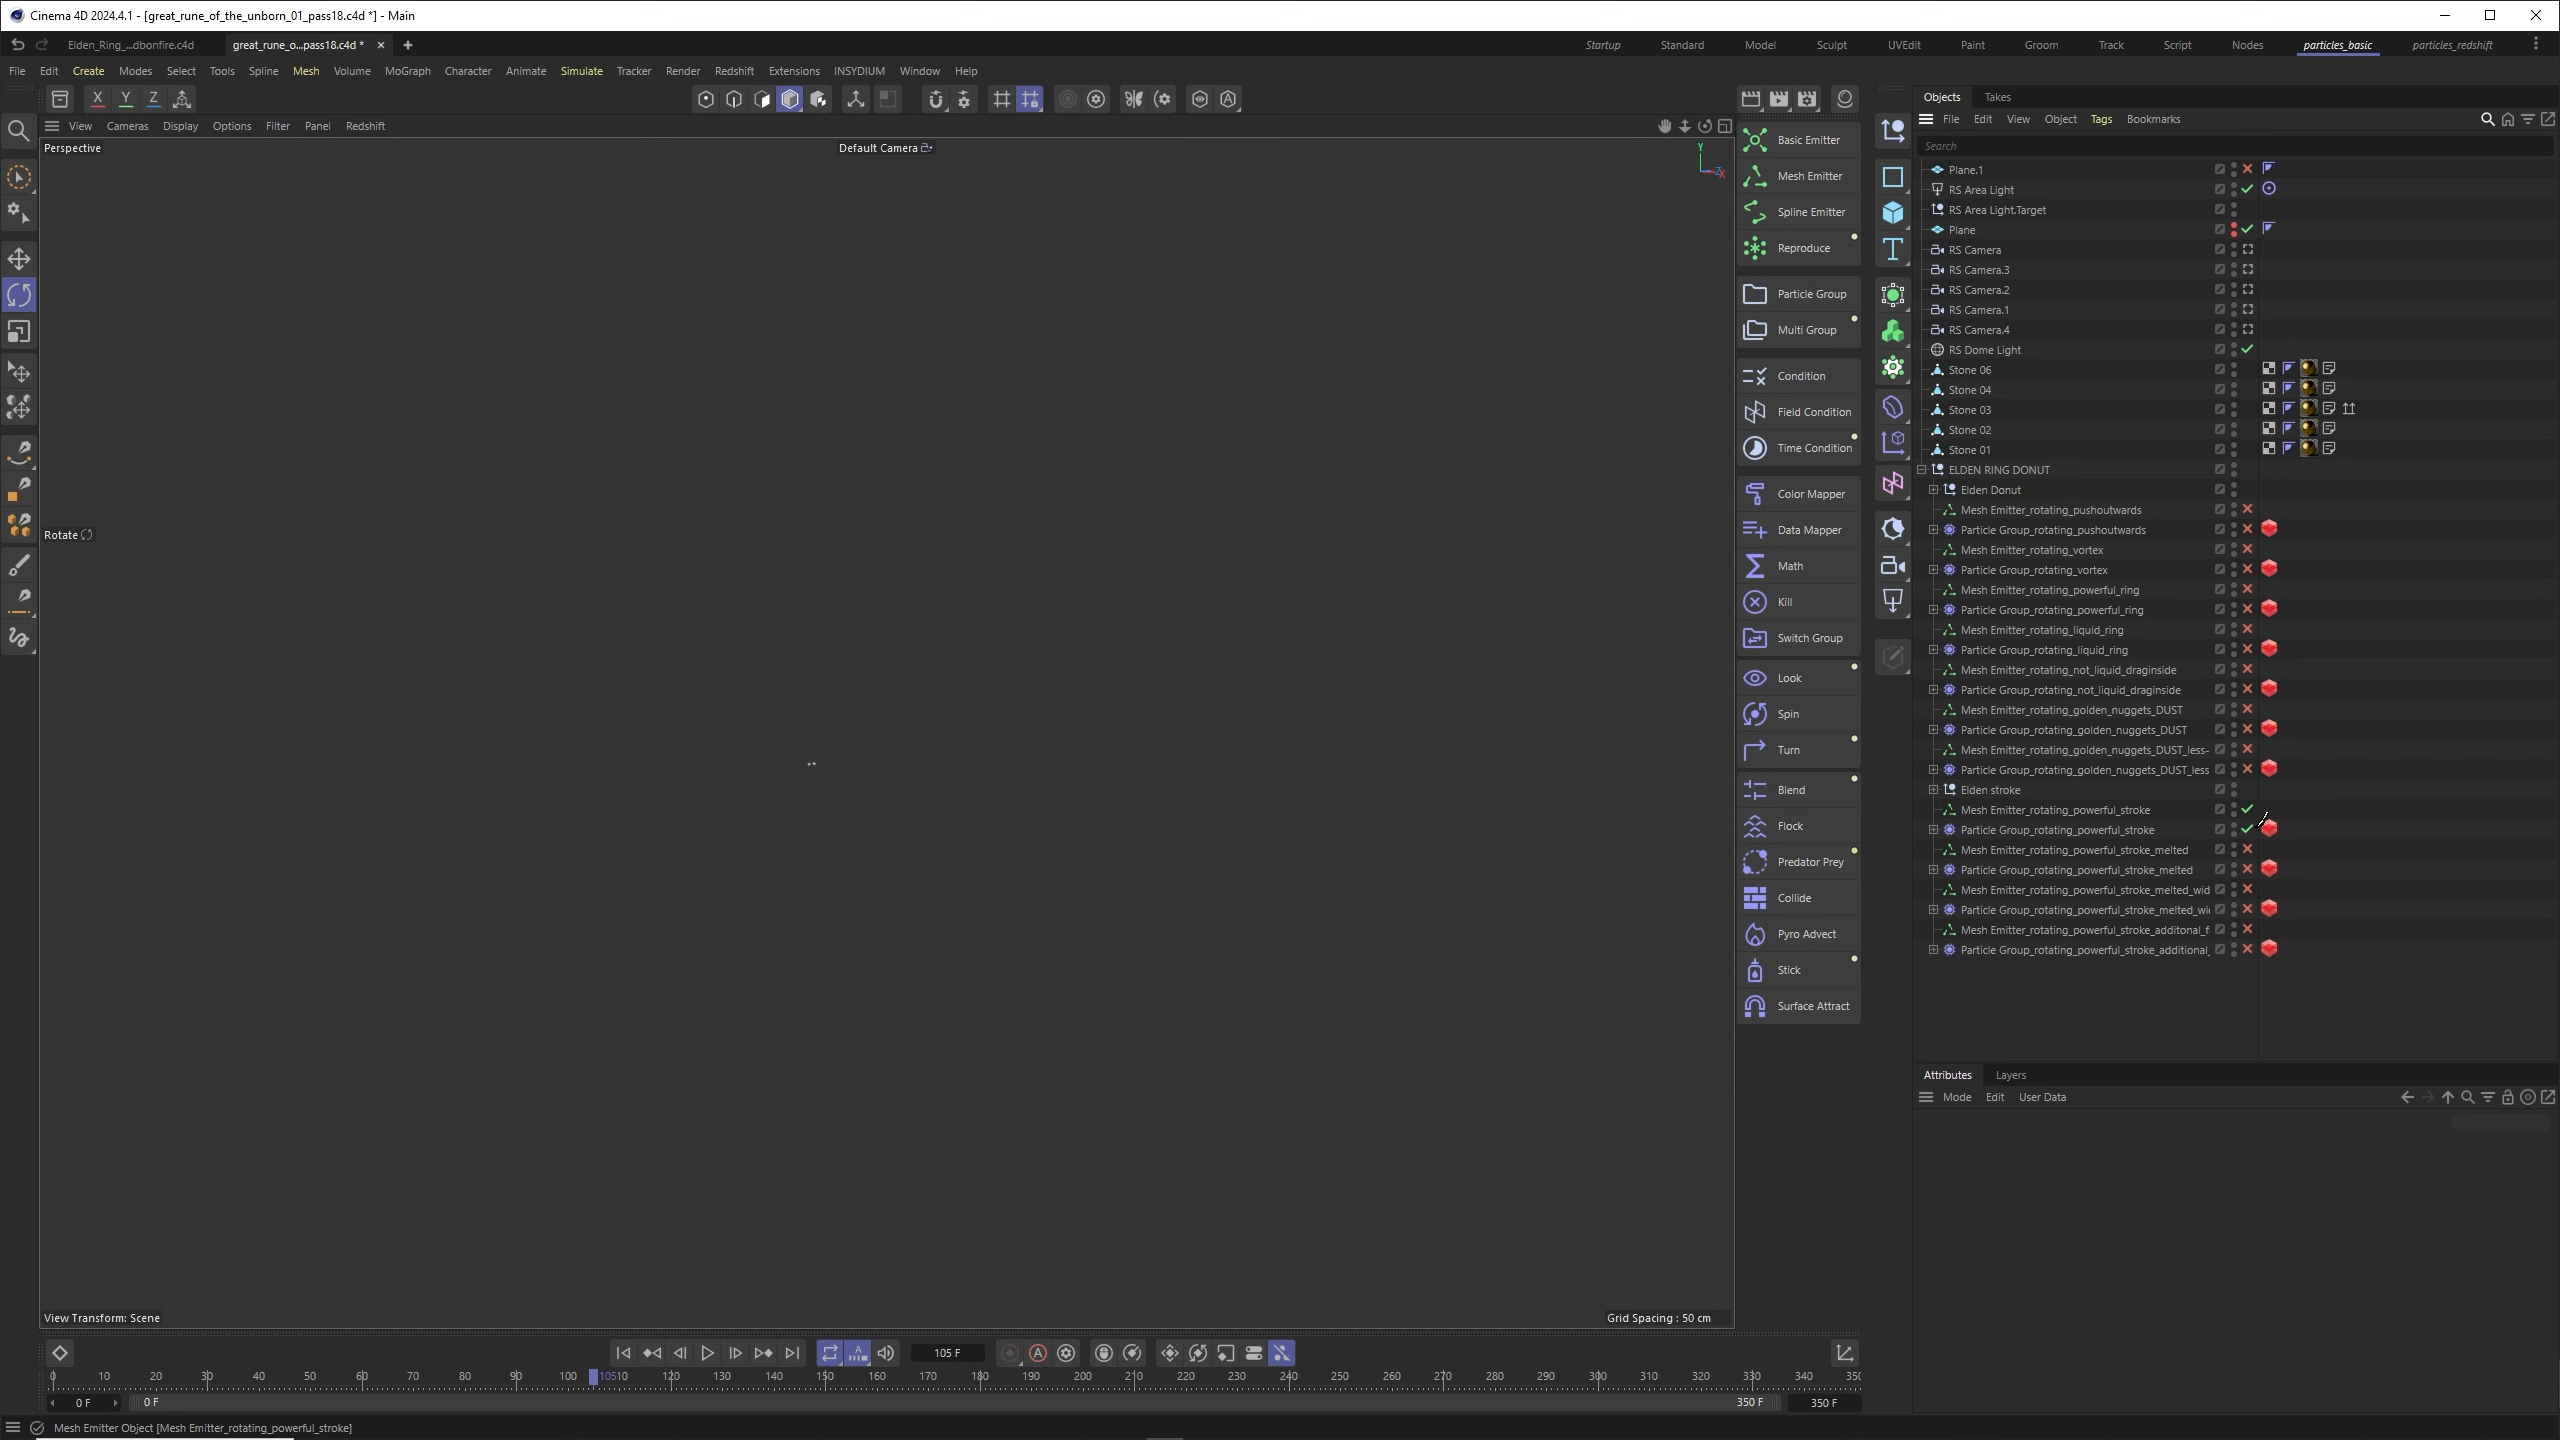 Cinema 4D 2024.4.1 - [great_rune_of_the_unborn_01_pass18.c4d *] - Main
Elden_Ring_...dbonfire.c4d
great_rune_o...pass18.c4d *
Startup
Standard
Model
Sculpt
UVEdit
Paint
Groom
Track
Script
Nodes
particles_basic
particles_redshift
File Edit Create Modes Select Tools Spline Mesh Volume MoGraph Character Animate Simulate Tracker Render Redshift Extensions INSYDIUM Window Help
X Y Z
View Cameras Display Options Filter Panel Redshift
Perspective
Default Camera
Y
Z
X
Rotate
View Transform: Scene
Grid Spacing : 50 cm
Basic Emitter
Mesh Emitter
Spline Emitter
Reproduce
Particle Group
Multi Group
Condition
Field Condition
Time Condition
Color Mapper
Data Mapper
Math
Kill
Switch Group
Look
Spin
Turn
Blend
Flock
Predator Prey
Collide
Pyro Advect
Stick
Surface Attract
Objects Takes
File Edit View Object Tags Bookmarks
Search
Plane.1
RS Area Light
RS Area Light.Target
Plane
RS Camera
RS Camera.3
RS Camera.2
RS Camera.1
RS Camera.4
RS Dome Light
Stone 06
Stone 04
Stone 03
Stone 02
Stone 01
ELDEN RING DONUT
Elden Donut
Mesh Emitter_rotating_pushoutwards
Particle Group_rotating_pushoutwards
Mesh Emitter_rotating_vortex
Particle Group_rotating_vortex
Mesh Emitter_rotating_powerful_ring
Particle Group_rotating_powerful_ring
Mesh Emitter_rotating_liquid_ring
Particle Group_rotating_liquid_ring
Mesh Emitter_rotating_not_liquid_draginside
Particle Group_rotating_not_liquid_draginside
Mesh Emitter_rotating_golden_nuggets_DUST
Particle Group_rotating_golden_nuggets_DUST
Mesh Emitter_rotating_golden_nuggets_DUST_less-
Particle Group_rotating_golden_nuggets_DUST_less
Elden stroke
Mesh Emitter_rotating_powerful_stroke
Particle Group_rotating_powerful_stroke
Mesh Emitter_rotating_powerful_stroke_melted
Particle Group_rotating_powerful_stroke_melted
Mesh Emitter_rotating_powerful_stroke_melted_wid
Particle Group_rotating_powerful_stroke_melted_wi
Mesh Emitter_rotating_powerful_stroke_additonal_f
Particle Group_rotating_powerful_stroke_additional_
Attributes Layers
Mode Edit User Data
105 F
0 10 20 30 40 50 60 70 80 90 100 105 10 120 130 140 150 160 170 180 190 200 210 220 230 240 250 260 270 280 290 300 310 320 330 340 350
0 F
0 F
350 F
350 F
Mesh Emitter Object [Mesh Emitter_rotating_powerful_stroke]